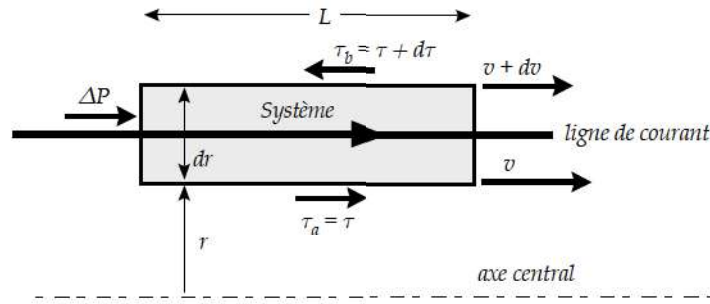 L
τb = τ + dτ
v + dv
ΔP
Système
ligne de courant
dr
v
τa = τ
r
axe central